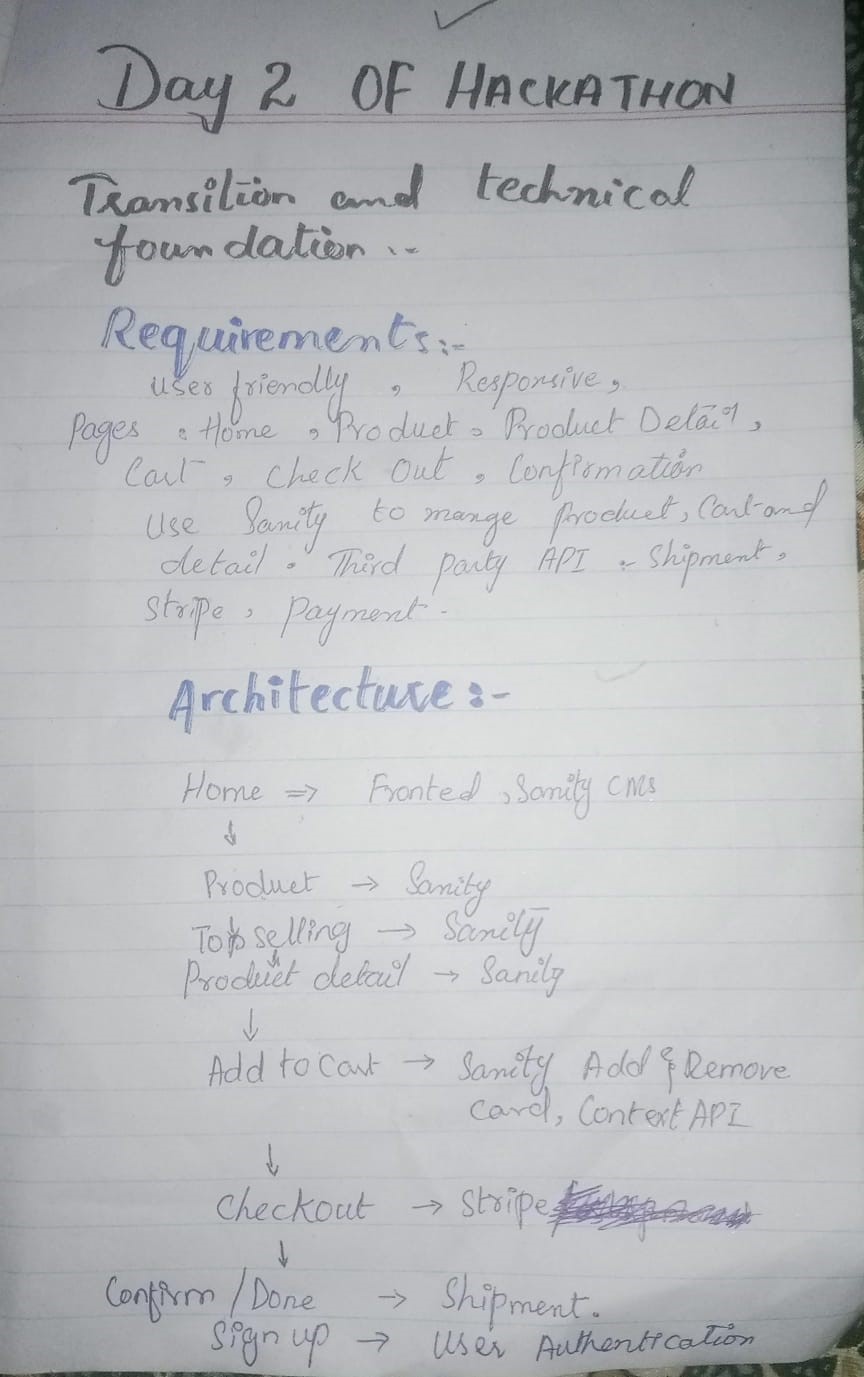 Day 2 OF HACKATHON
Transition and technical
foundation :-
Requirements:-
User friendly , Responsive,
Pages : Home , Product , Product Detail,
Cart , Check Out , Confirmation
Use Sanity to mange product, Cart and
detail . Third party API :- Shipment,
Stripe , Payment .
Architecture :-
Home => Fronted , Sanity CMS
↓
Product → Sanity
Top selling → Sanity
Product detail → Sanity
↓
Add to Cart → Sanity Add & Remove
Card, Context API
↓
Checkout → Stripe
↓
Confirm / Done → Shipment.
Sign up → User Authentication